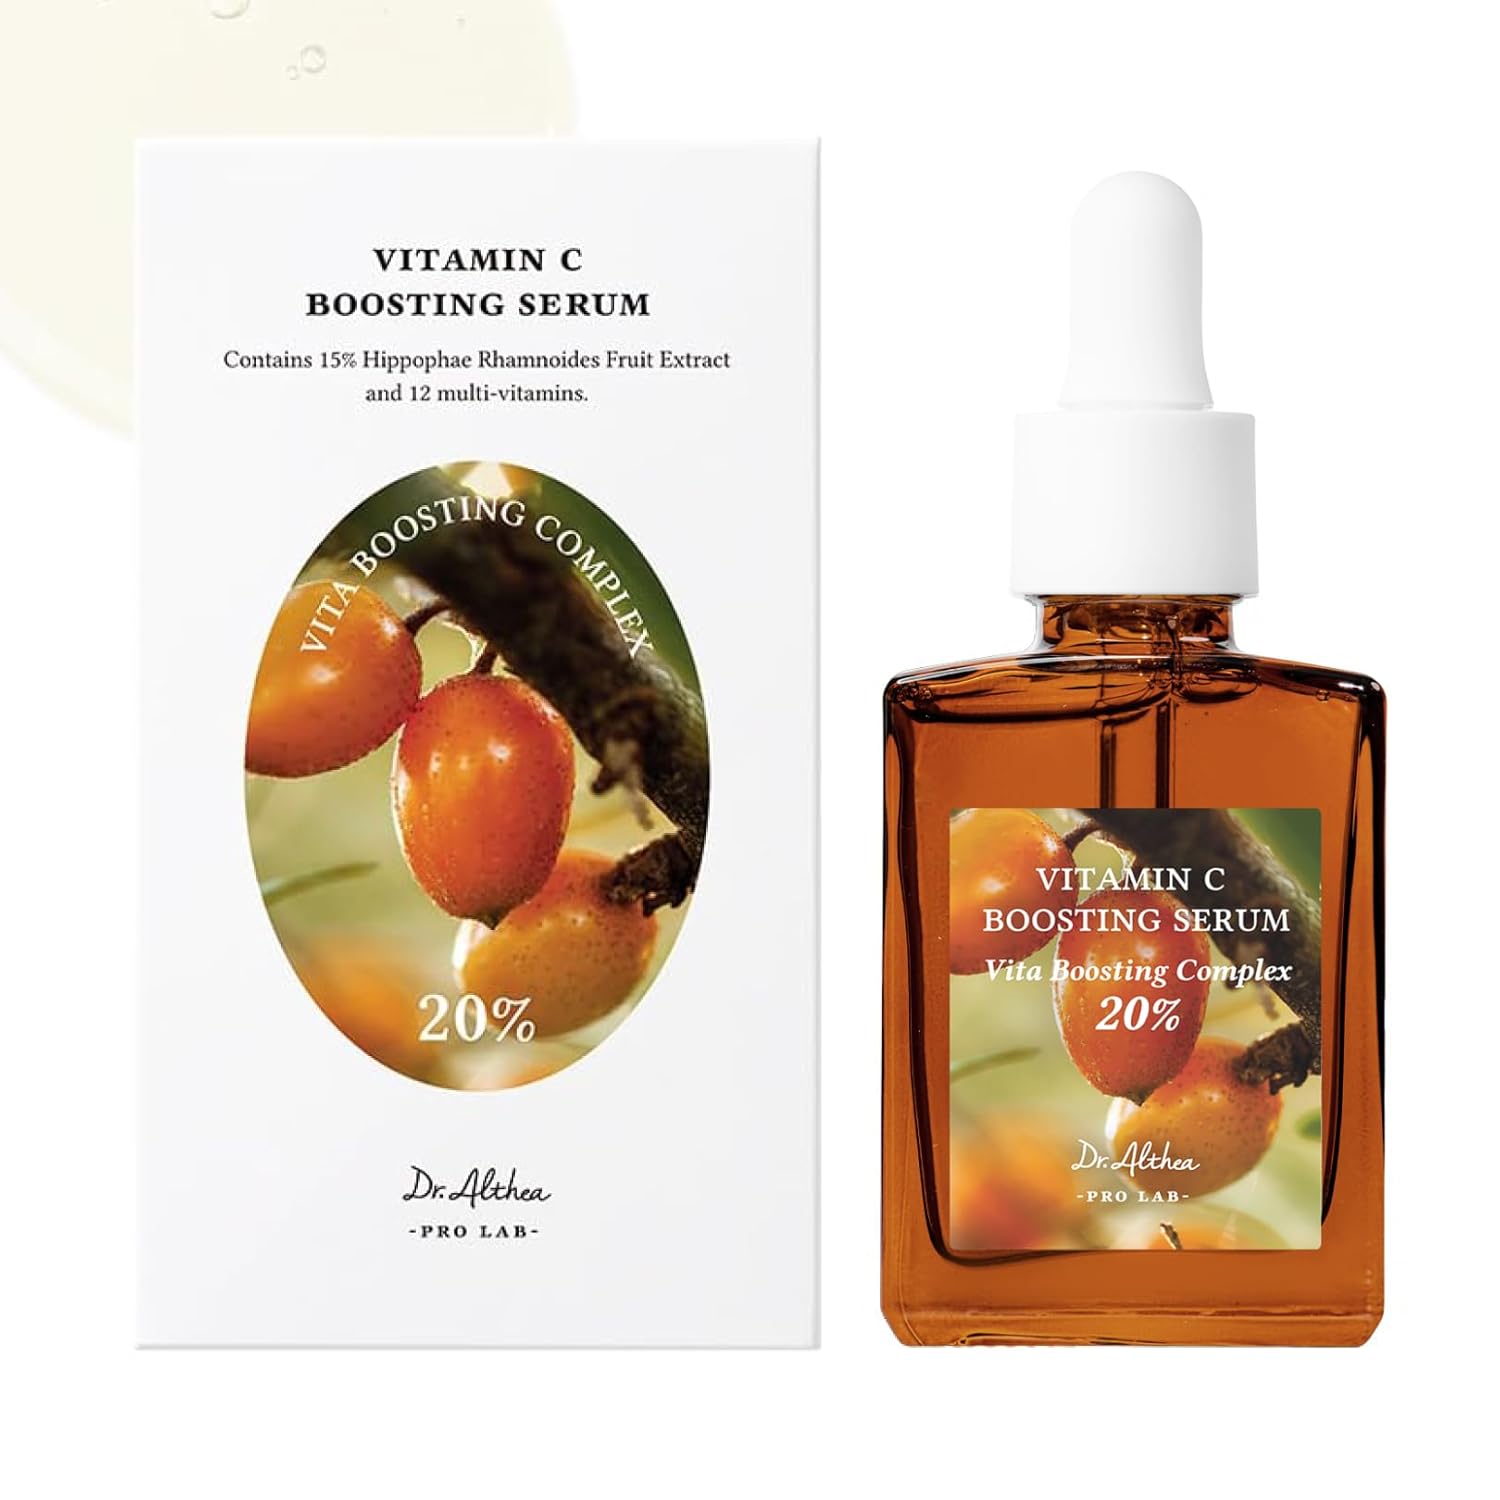 VITAMIN C
BOOSTING SERUM
Contains 15% Hippophae Rhamnoides Fruit Extract
and 12 multi-vitamins.
VITA BOOSTING COMPLEX
20%
Dr.Althea
-PRO LAB-
VITAMIN C
BOOSTING SERUM
Vita Boosting Complex
20%
Dr.Althea
-PRO LAB-